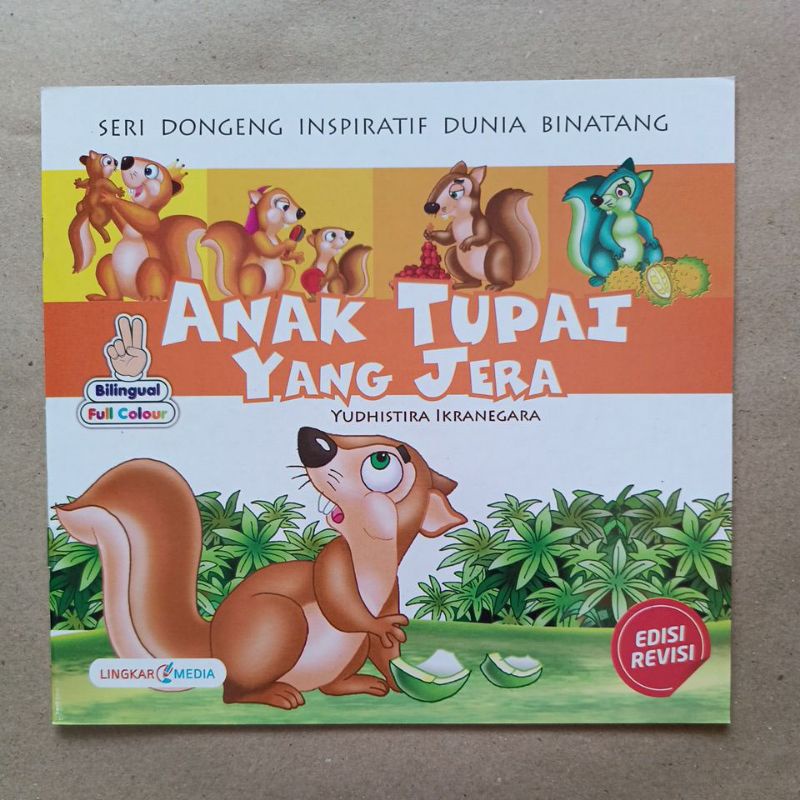 SERI DONGENG INSPIRATIF DUNIA BINATANG
ANAK TUPAI
YANG JERA
Bilingual
Full Colour
YUDHISTIRA IKRANEGARA
LINGKAR MEDIA
EDISI
REVISI